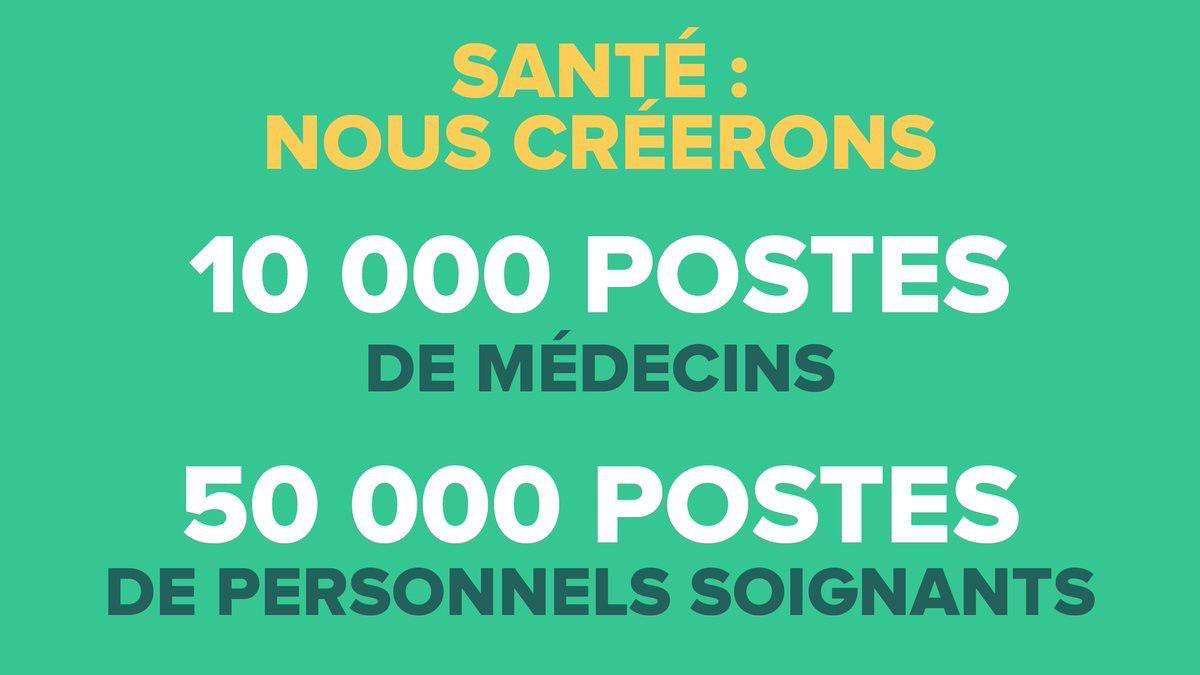 SANTÉ :
NOUS CRÉERONS
10 000 POSTES
DE MÉDECINS
50 000 POSTES
DE PERSONNELS SOIGNANTS